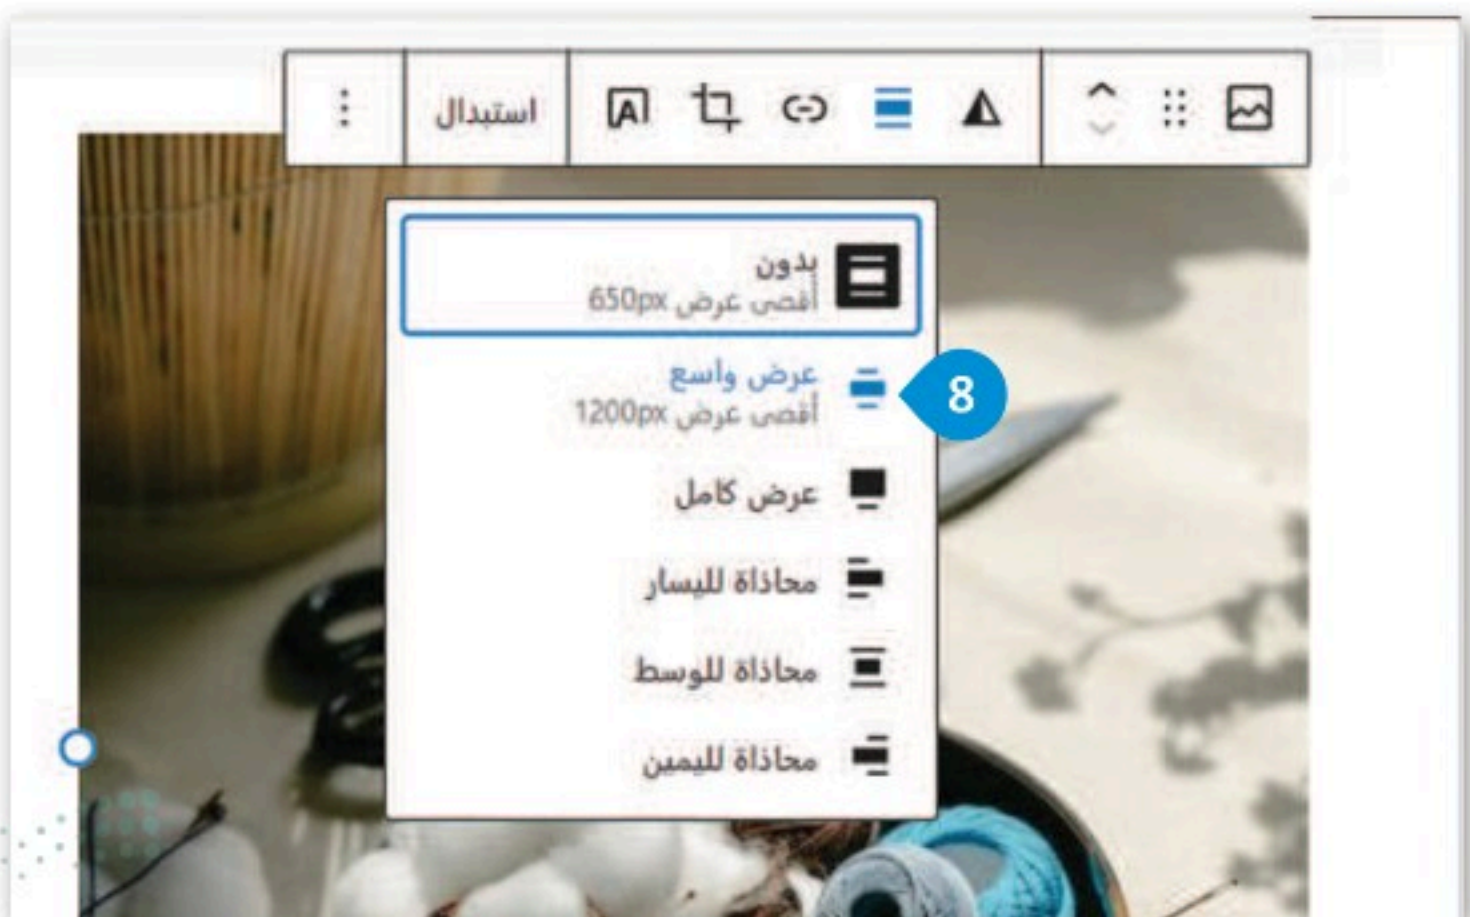 استبدال
A
بدون
أقصى عرض 650px
عرض واسع
أقصى عرض 1200px
8
عرض كامل
محاذاة لليسار
محاذاة للوسط
محاذاة لليمين